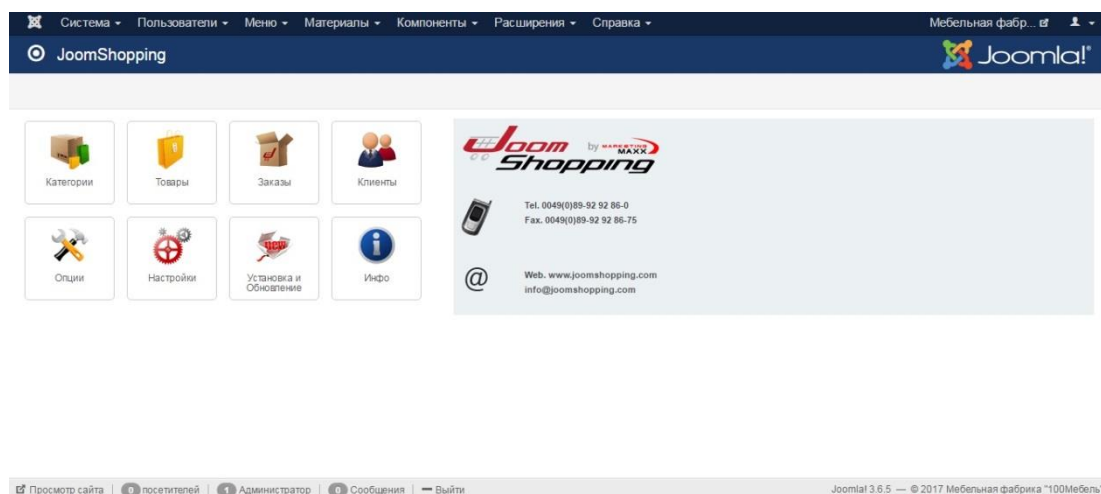 Система Пользователи Меню Материалы Компоненты Расширения Справка Мебельная фабр...
JoomShopping Joomla!®
Категории Товары Заказы Клиенты
Опции Настройки Установка и Обновление Инфо
Joom by MARKETING MAXX
Shopping
Tel. 0049(0)89-92 92 86-0
Fax. 0049(0)89-92 92 86-75
@ Web. www.joomshopping.com
info@joomshopping.com
new
Просмотр сайта 0 посетителей 1 Администратор 0 Сообщения Выйти Joomla! 3.6.5 — © 2017 Мебельная фабрика "100Мебель"